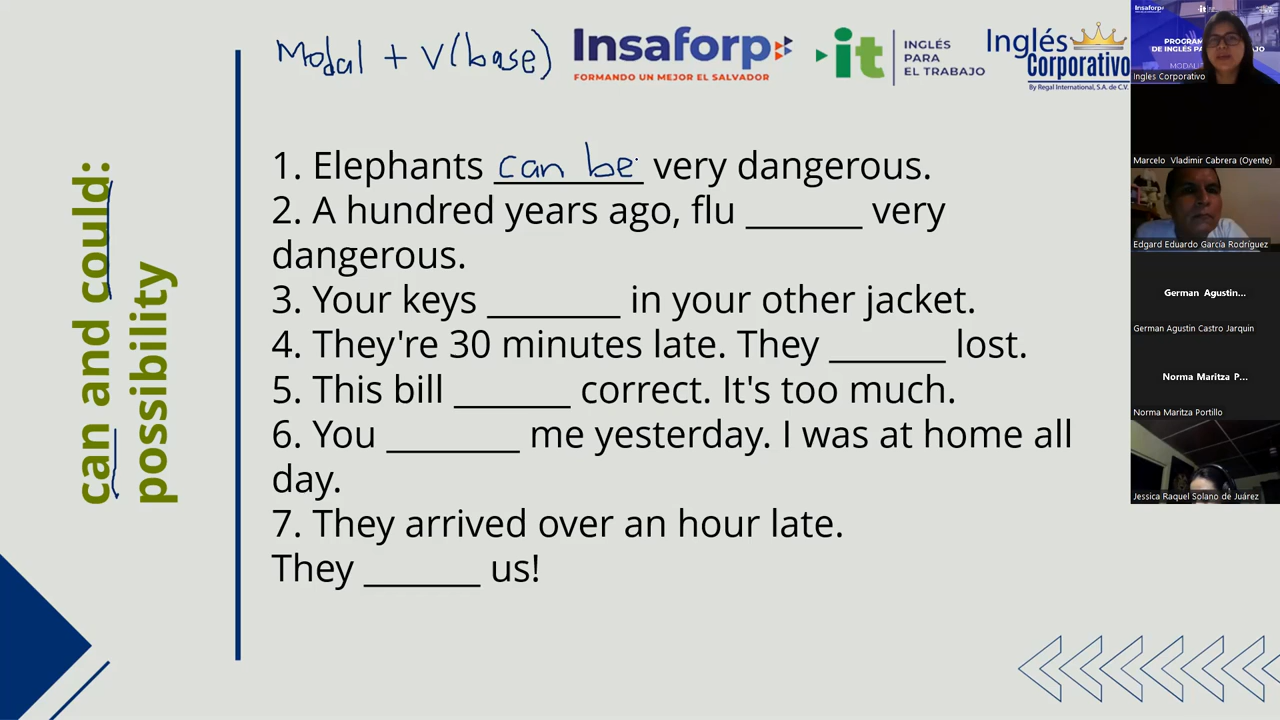 Modal + V(base)
Insaforp
FORMANDO UN MEJOR EL SALVADOR
it
INGLÉS
PARA
EL TRABAJO
Inglés
Corporativo
By Regal International, S.A. de C.V.
can and could:
possibility
1. Elephants can be very dangerous.
2. A hundred years ago, flu _______ very
dangerous.
3. Your keys ________ in your other jacket.
4. They're 30 minutes late. They _______ lost.
5. This bill _______ correct. It's too much.
6. You ________ me yesterday. I was at home all
day.
7. They arrived over an hour late.
They _______ us!
Insaforp
it
Ingles Corporativo
Marcelo Vladimir Cabrera (Oyente)
Edgard Eduardo García Rodríguez
German Agustin...
German Agustin Castro Jarquin
Norma Maritza P...
Norma Maritza Portillo
Jessica Raquel Solano de Juárez